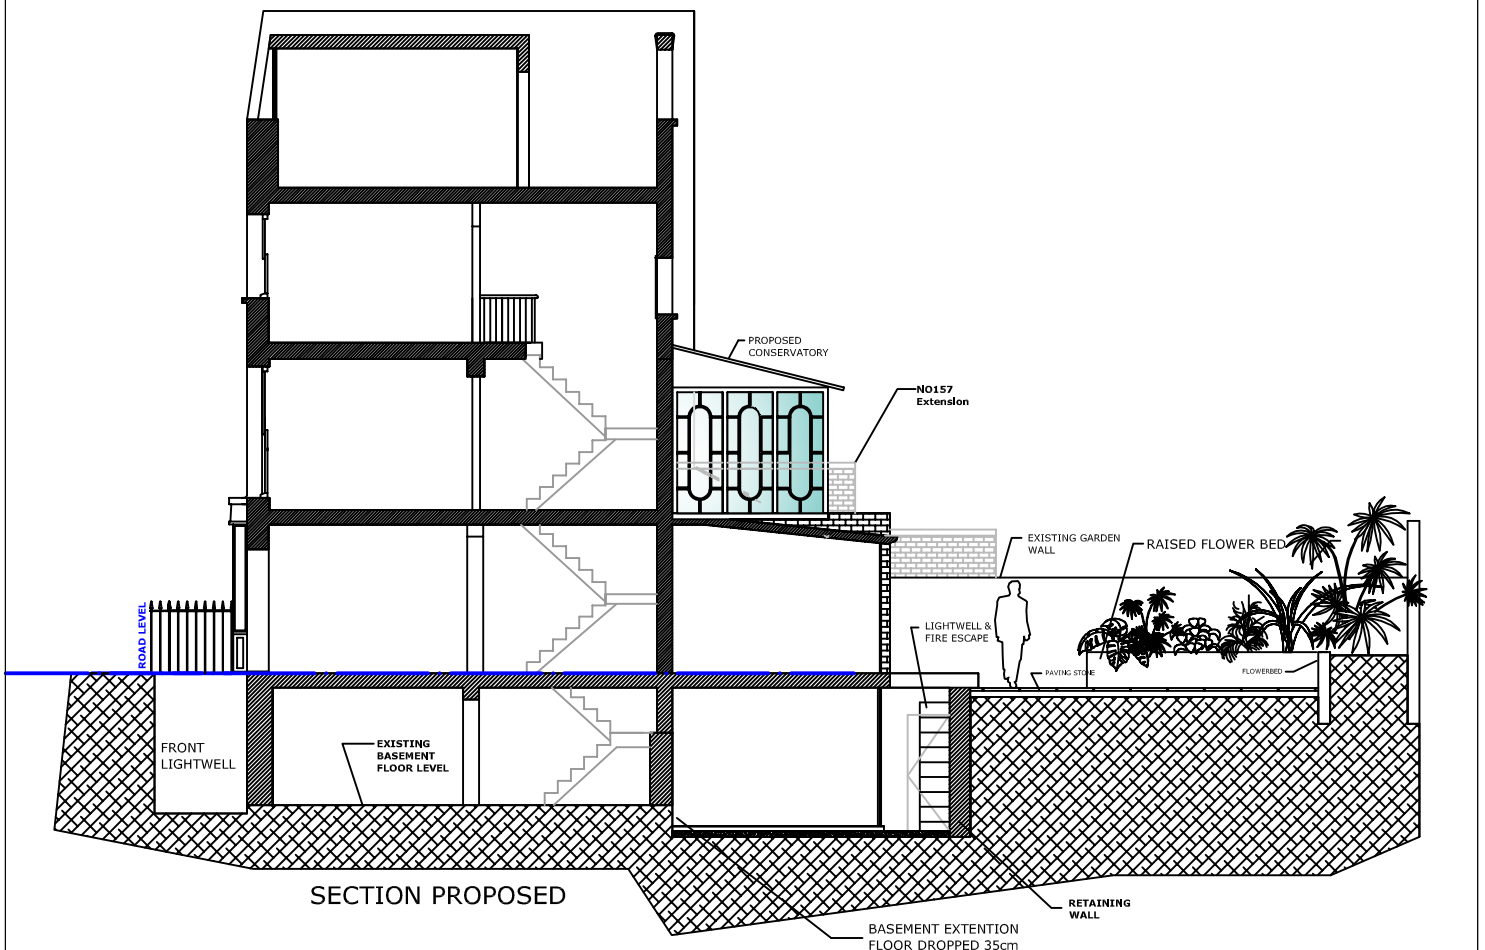 PROPOSED
CONSERVATORY
NO157
Extension
EXISTING GARDEN
WALL
RAISED FLOWER BED
ROAD LEVEL
LIGHTWELL &
FIRE ESCAPE
PAVING STONE
FLOWERBED
FRONT
LIGHTWELL
EXISTING
BASEMENT
FLOOR LEVEL
SECTION PROPOSED
RETAINING
WALL
BASEMENT EXTENTION
FLOOR DROPPED 35cm